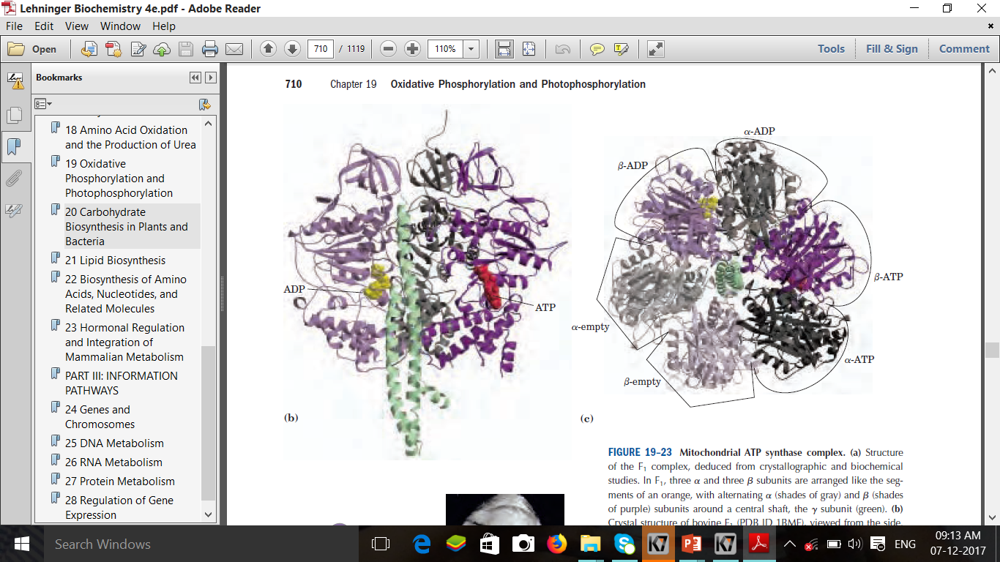 Lehninger Biochemistry 4e.pdf - Adobe Reader
File Edit View Window Help
Open 710 / 1119 110% Tools Fill & Sign Comment
Bookmarks
18 Amino Acid Oxidation
and the Production of Urea
19 Oxidative
Phosphorylation and
Photophosphorylation
20 Carbohydrate
Biosynthesis in Plants and
Bacteria
21 Lipid Biosynthesis
22 Biosynthesis of Amino
Acids, Nucleotides, and
Related Molecules
23 Hormonal Regulation
and Integration of
Mammalian Metabolism
PART III: INFORMATION
PATHWAYS
24 Genes and
Chromosomes
25 DNA Metabolism
26 RNA Metabolism
27 Protein Metabolism
28 Regulation of Gene
Expression
710 Chapter 19 Oxidative Phosphorylation and Photophosphorylation
ADP
ATP
(b)
α-ADP
β-ADP
β-ATP
α-empty
α-ATP
β-empty
(c)
FIGURE 19–23 Mitochondrial ATP synthase complex. (a) Structure
of the F₁ complex, deduced from crystallographic and biochemical
studies. In F₁, three α and three β subunits are arranged like the seg-
ments of an orange, with alternating α (shades of gray) and β (shades
of purple) subunits around a central shaft, the γ subunit (green). (b)
Crystal structure of bovine F₁ (PDB ID 1BMF), viewed from the side.
Search Windows
K7
K7
ENG
09:13 AM
07-12-2017